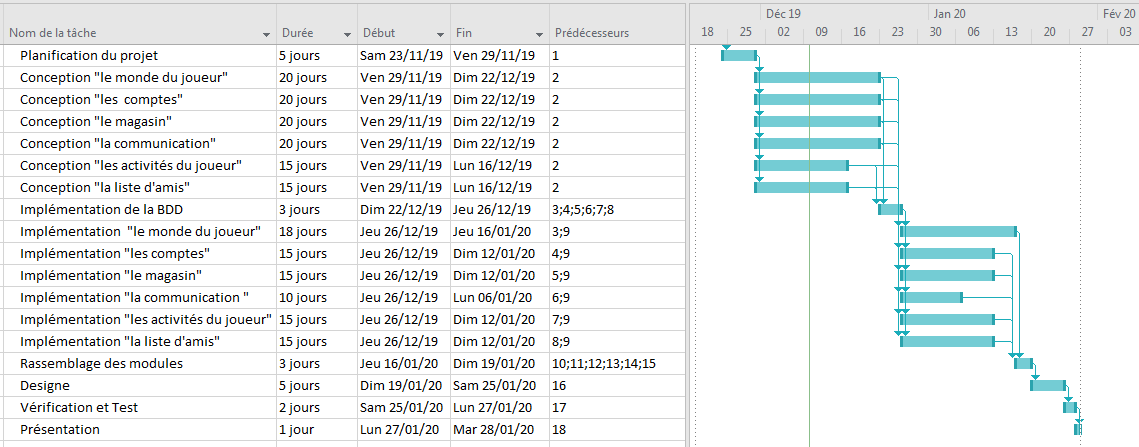 Déc 19 Jan 20 Fév 20
Nom de la tâche Durée Début Fin Prédécesseurs 18 25 02 09 16 23 30 06 13 20 27 03
Planification du projet 5 jours Sam 23/11/19 Ven 29/11/19 1
Conception "le monde du joueur" 20 jours Ven 29/11/19 Dim 22/12/19 2
Conception "les comptes" 20 jours Ven 29/11/19 Dim 22/12/19 2
Conception "le magasin" 20 jours Ven 29/11/19 Dim 22/12/19 2
Conception "la communication" 20 jours Ven 29/11/19 Dim 22/12/19 2
Conception "les activités du joueur" 15 jours Ven 29/11/19 Lun 16/12/19 2
Conception "la liste d'amis" 15 jours Ven 29/11/19 Lun 16/12/19 2
Implémentation de la BDD 3 jours Dim 22/12/19 Jeu 26/12/19 3;4;5;6;7;8
Implémentation "le monde du joueur" 18 jours Jeu 26/12/19 Jeu 16/01/20 3;9
Implémentation "les comptes" 15 jours Jeu 26/12/19 Dim 12/01/20 4;9
Implémentation "le magasin" 15 jours Jeu 26/12/19 Dim 12/01/20 5;9
Implémentation "la communication " 10 jours Jeu 26/12/19 Lun 06/01/20 6;9
Implémentation "les activités du joueur" 15 jours Jeu 26/12/19 Dim 12/01/20 7;9
Implémentation "la liste d'amis" 15 jours Jeu 26/12/19 Dim 12/01/20 8;9
Rassemblage des modules 3 jours Jeu 16/01/20 Dim 19/01/20 10;11;12;13;14;15
Designe 5 jours Dim 19/01/20 Sam 25/01/20 16
Vérification et Test 2 jours Sam 25/01/20 Lun 27/01/20 17
Présentation 1 jour Lun 27/01/20 Mar 28/01/20 18